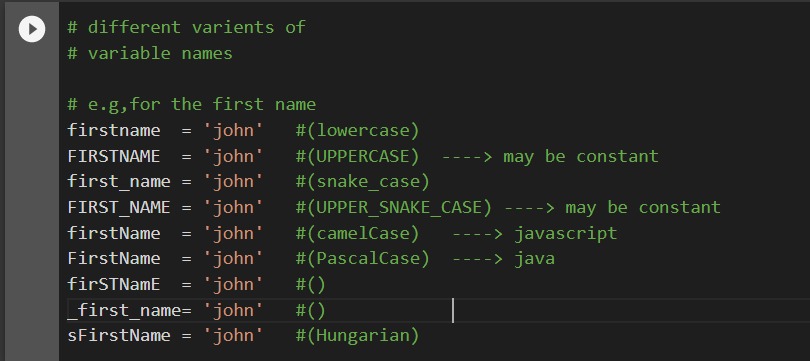 # different varients of
# variable names
# e.g,for the first name
firstname  = 'john'   #(lowercase)
FIRSTNAME  = 'john'   #(UPPERCASE)  ----> may be constant
first_name = 'john'   #(snake_case)
FIRST_NAME = 'john'   #(UPPER_SNAKE_CASE) ----> may be constant
firstName  = 'john'   #(camelCase)   ----> javascript
FirstName  = 'john'   #(PascalCase)  ----> java
firSTNamE  = 'john'   #()
_first_name= 'john'   #()
sFirstName = 'john'   #(Hungarian)